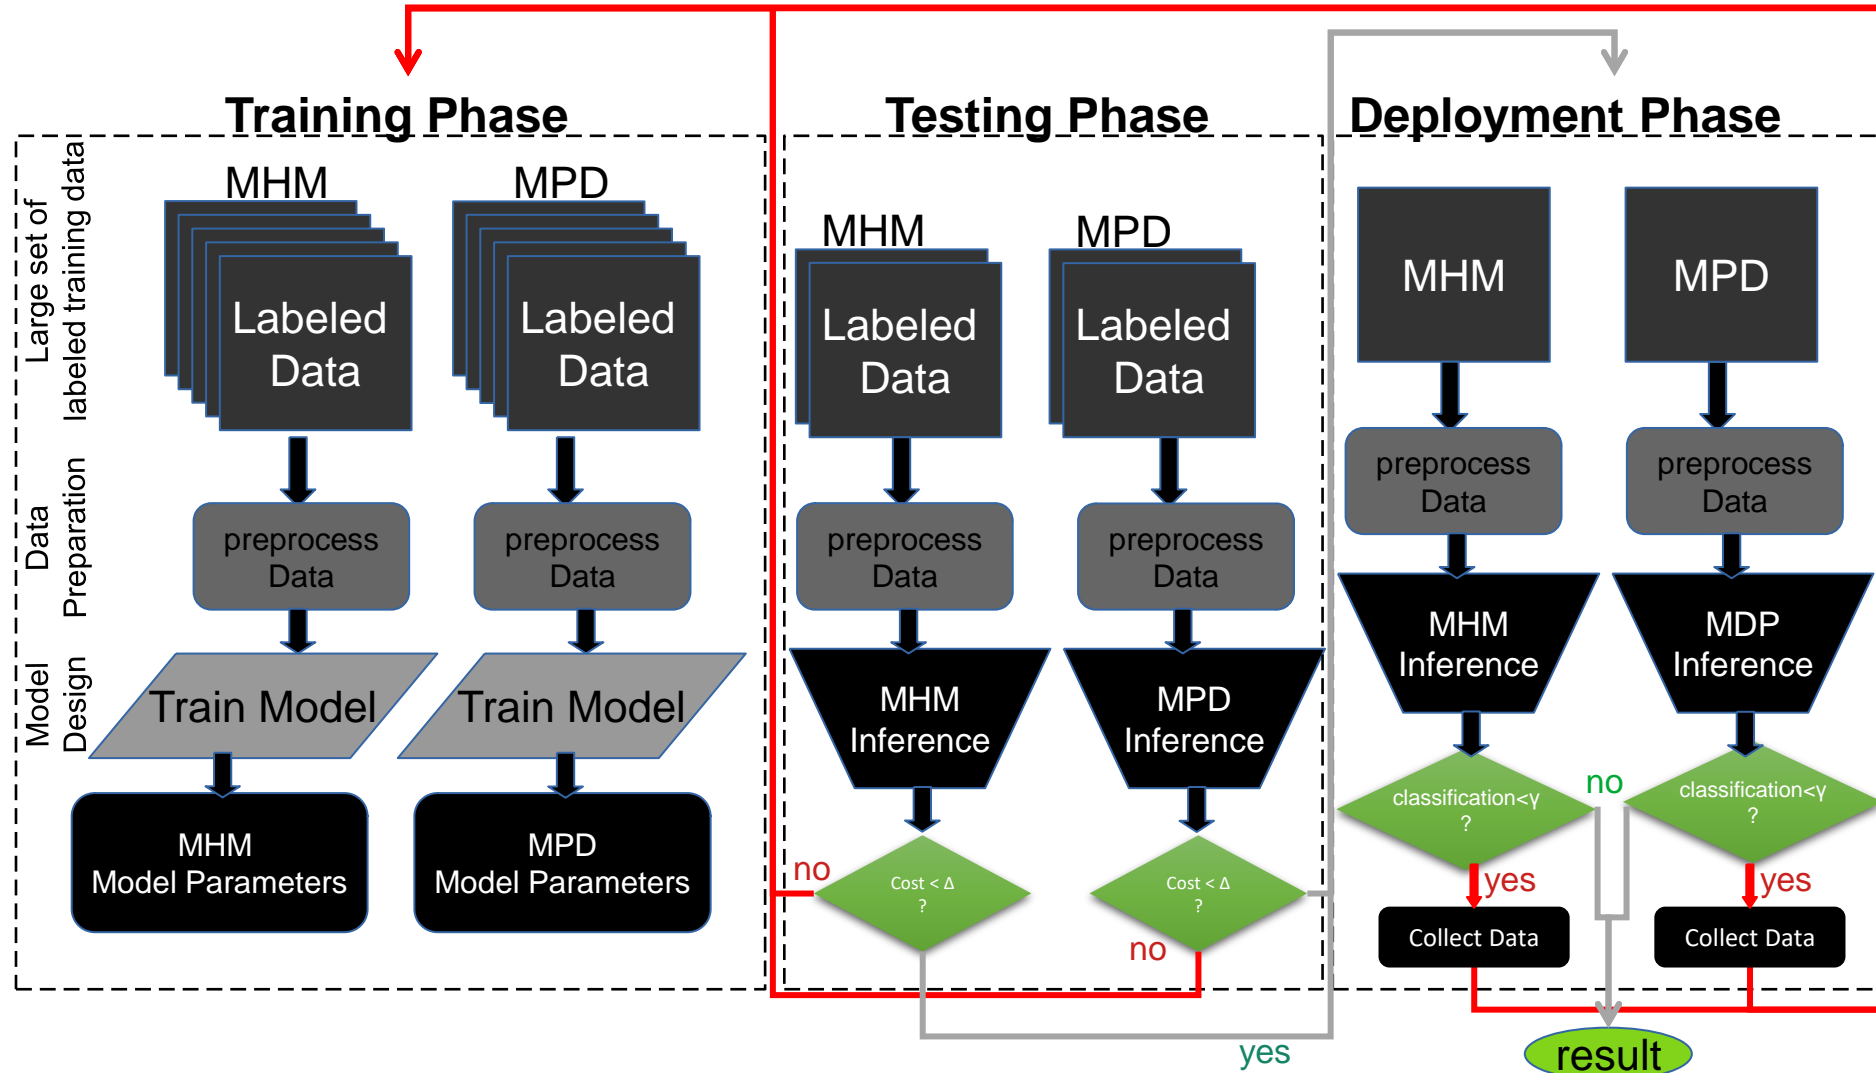 Training Phase
Testing Phase
Deployment Phase
Large set of
labeled training data
Data
Preparation
Model
Design
MHM
MPD
Labeled
Data
Labeled
Data
preprocess
Data
preprocess
Data
Train Model
Train Model
MHM
Model Parameters
MPD
Model Parameters
MHM
MPD
Labeled
Data
Labeled
Data
preprocess
Data
preprocess
Data
MHM
Inference
MPD
Inference
no
Cost < Δ
?
Cost < Δ
?
no
yes
MHM
MPD
preprocess
Data
preprocess
Data
MHM
Inference
MDP
Inference
classification<γ
?
no
classification<γ
?
yes
yes
Collect Data
Collect Data
result